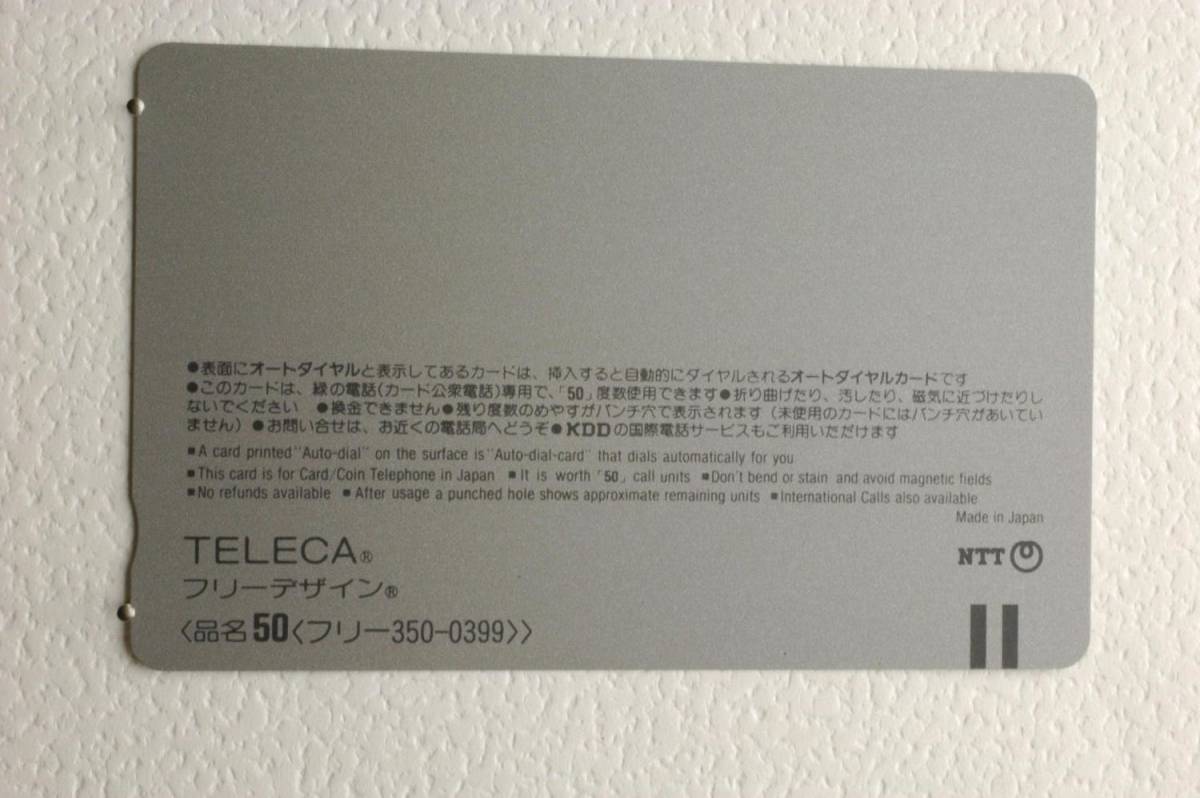 ●表面にオートダイヤルと表示してあるカードは、挿入すると自動的にダイヤルされるオートダイヤルカードです
●このカードは、緑の電話(カード公衆電話)専用で、「50」度数使用できます●折り曲げたり、汚したり、磁気に近づけたりし
ないでください ●換金できません●残り度数のめやすがパンチ穴で表示されます(未使用のカードにはパンチ穴があいてい
ません)●お問い合せは、お近くの電話局へどうぞ●KDDの国際電話サービスもご利用いただけます
■A card printed "Auto-dial" on the surface is "Auto-dial-card" that dials automatically for you
■This card is for Card/Coin Telephone in Japan ■It is worth「50」call units ■Don't bend or stain and avoid magnetic fields
■No refunds available ■After usage a punched hole shows approximate remaining units ■International Calls also available
Made in Japan
TELECA®
NTT
フリーデザイン®
〈品名50〈フリー350-0399〉〉